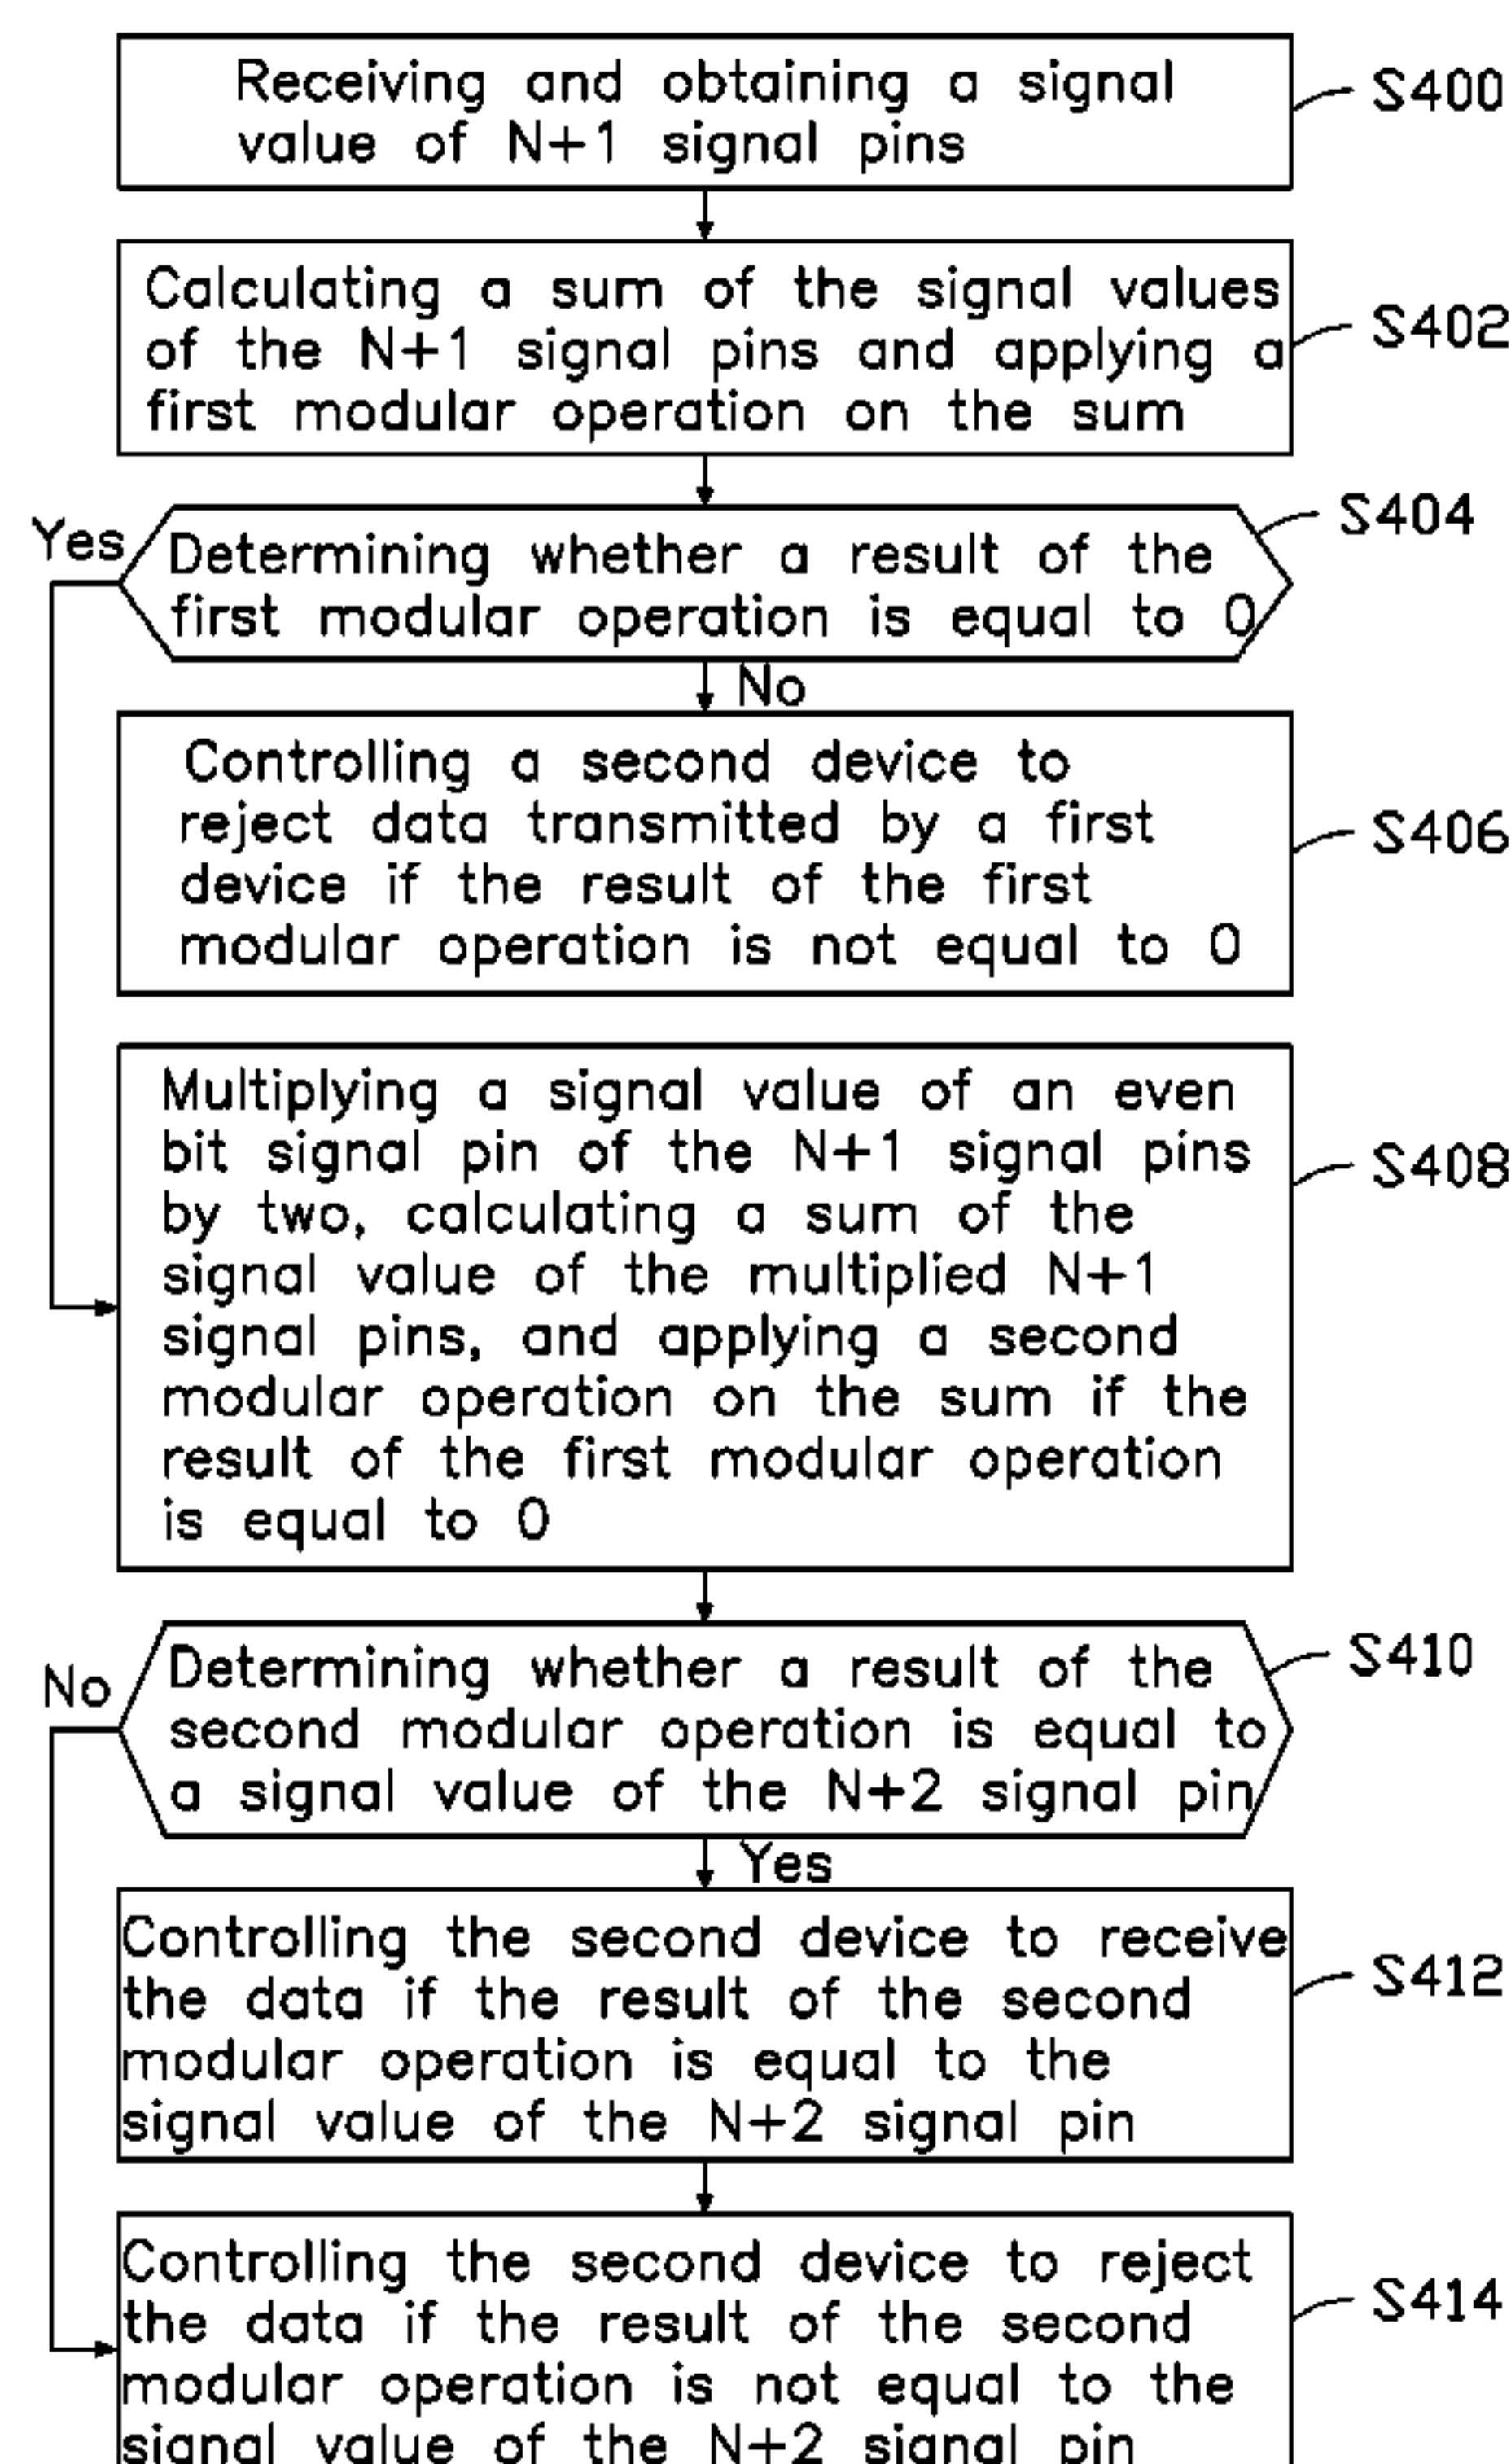 Receiving and obtaining a signal
value of N+1 signal pins
S400
Calculating a sum of the signal values
of the N+1 signal pins and applying a
first modular operation on the sum
S402
Yes
Determining whether a result of the
first modular operation is equal to 0
S404
No
Controlling a second device to
reject data transmitted by a first
device if the result of the first
modular operation is not equal to 0
S406
Multiplying a signal value of an even
bit signal pin of the N+1 signal pins
by two, calculating a sum of the
signal value of the multiplied N+1
signal pins, and applying a second
modular operation on the sum if the
result of the first modular operation
is equal to 0
S408
No
Determining whether a result of the
second modular operation is equal to
a signal value of the N+2 signal pin
S410
Yes
Controlling the second device to receive
the data if the result of the second
modular operation is equal to the
signal value of the N+2 signal pin
S412
Controlling the second device to reject
the data if the result of the second
modular operation is not equal to the
signal value of the N+2 signal pin
S414